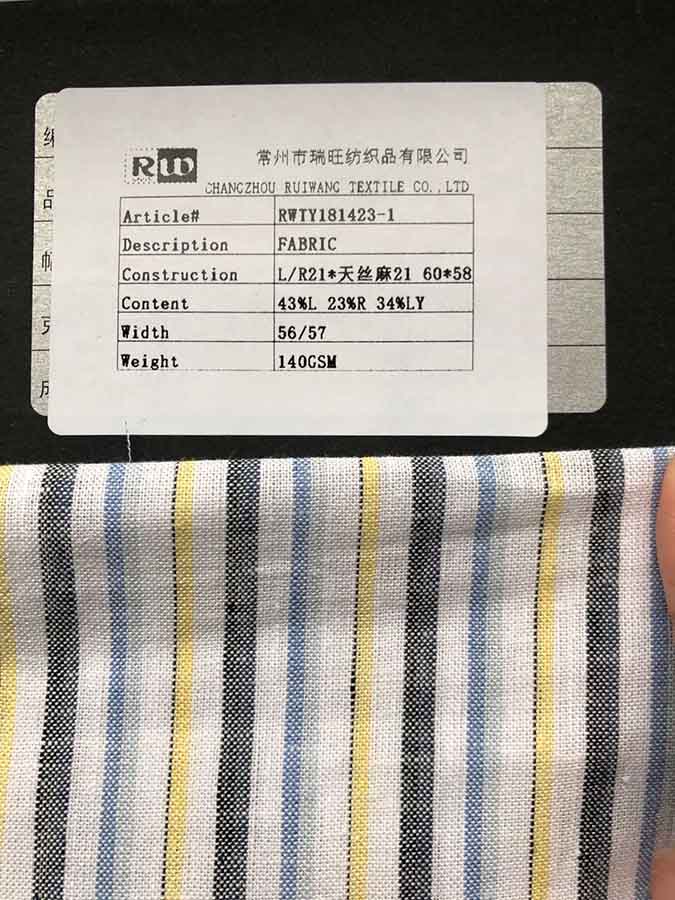 RW
常州市瑞旺纺织品有限公司
CHANGZHOU RUIWANG TEXTILE CO.,LTD
Article# RWTY181423-1
Description FABRIC
Construction L/R21*天丝麻21 60*58
Content 43%L 23%R 34%LY
Width 56/57
Weight 140GSM
品